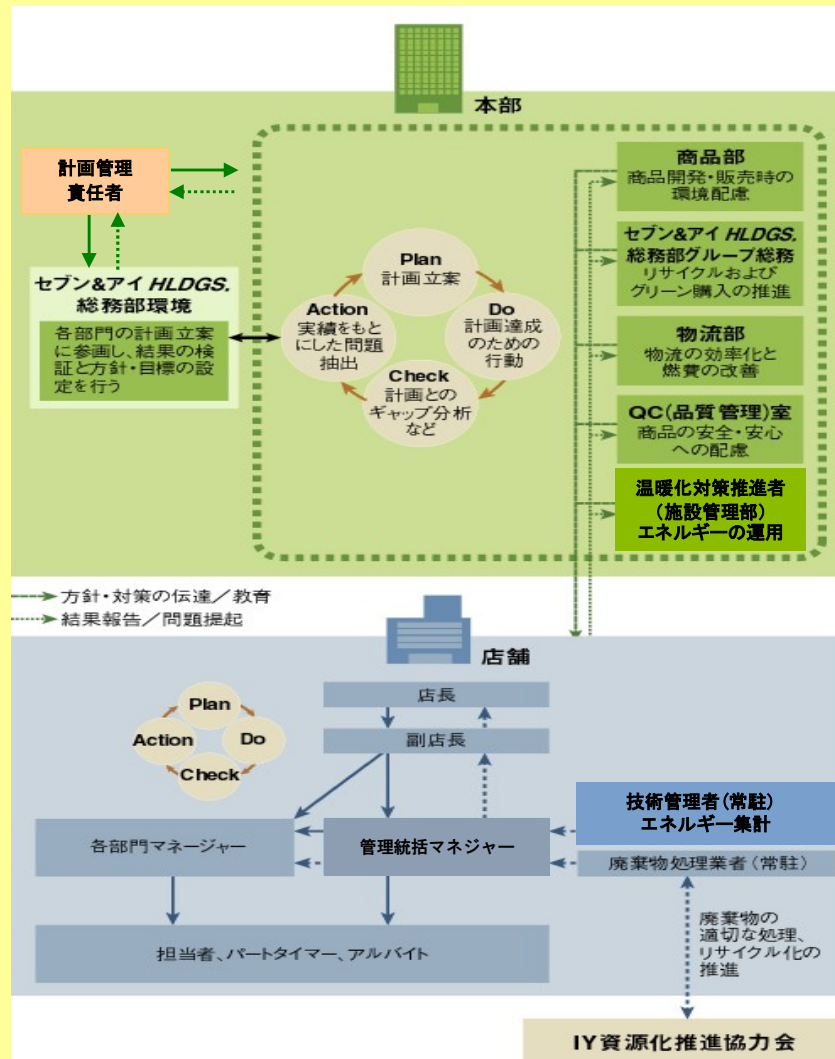 本部
計画管理
責任者
セブン&アイ HLDGS.
総務部環境
各部門の計画立案
に参画し、結果の検
証と方針・目標の設
定を行う
Plan
計画立案
Do
計画達成
のための
行動
Check
計画との
ギャップ分析
など
Action
実績をもと
にした問題
抽出
商品部
商品開発・販売時の
環境配慮
セブン&アイ HLDGS.
総務部グループ総務
リサイクルおよび
グリーン購入の推進
物流部
物流の効率化と
燃費の改善
QC(品質管理)室
商品の安全・安心
への配慮
温暖化対策推進者
（施設管理部）
エネルギーの運用
方針・対策の伝達／教育
結果報告／問題提起
店舗
Plan
Do
Check
Action
店長
副店長
各部門マネージャー
管理統括マネジャー
技術管理者(常駐)
エネルギー集計
廃棄物処理業者(常駐)
担当者、パートタイマー、アルバイト
廃棄物の
適切な処理、
リサイクル化の
推進
IY資源化推進協力会